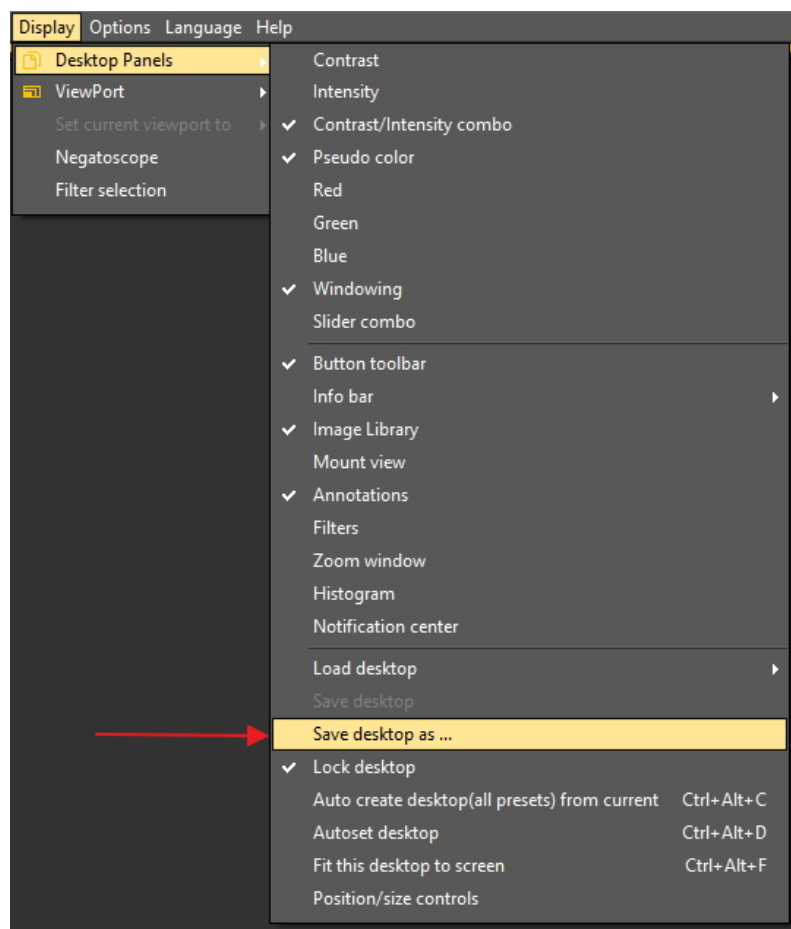 Display Options Language Help
Desktop Panels
ViewPort
Set current viewport to
Negatoscope
Filter selection
Contrast
Intensity
Contrast/Intensity combo
Pseudo color
Red
Green
Blue
Windowing
Slider combo
Button toolbar
Info bar
Image Library
Mount view
Annotations
Filters
Zoom window
Histogram
Notification center
Load desktop
Save desktop
Save desktop as ...
Lock desktop
Auto create desktop(all presets) from current Ctrl+Alt+C
Autoset desktop Ctrl+Alt+D
Fit this desktop to screen Ctrl+Alt+F
Position/size controls